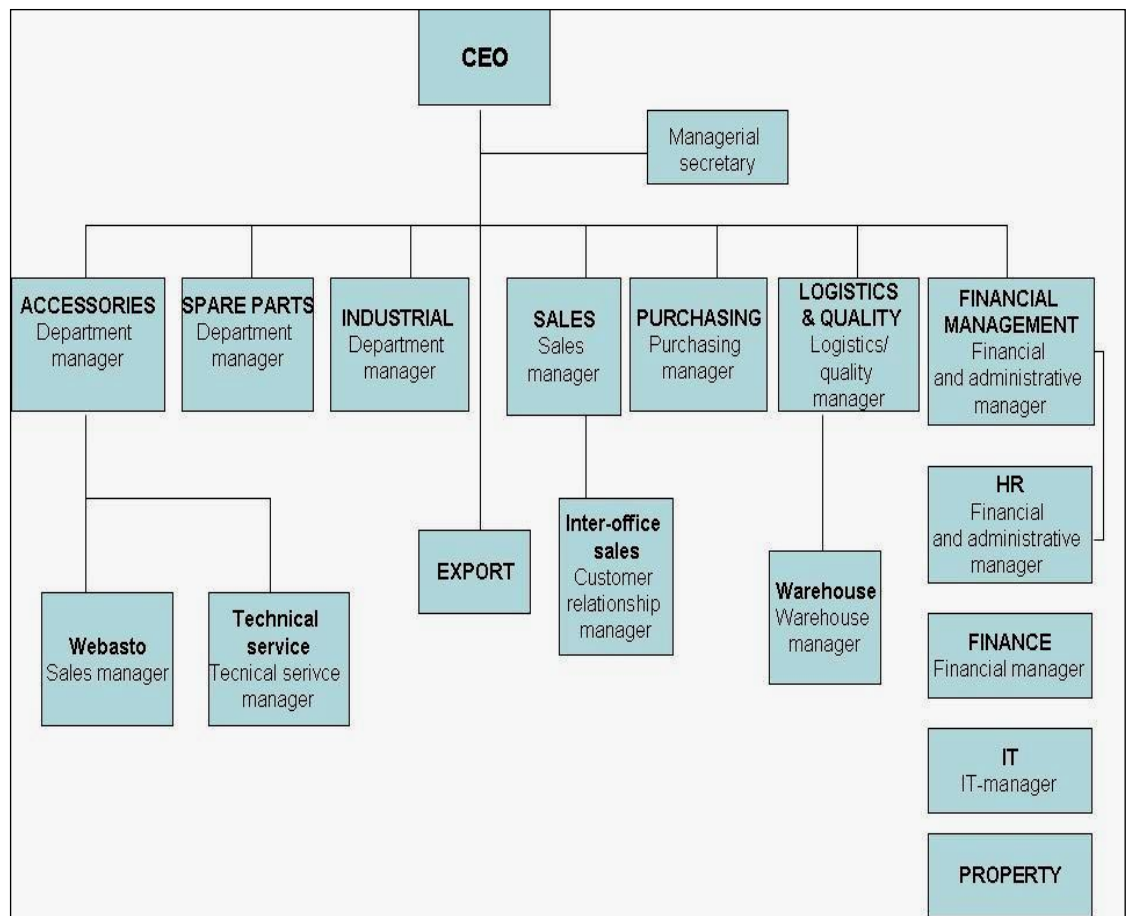 CEO
Managerial
secretary
ACCESSORIES
Department
manager
SPARE PARTS
Department
manager
INDUSTRIAL
Department
manager
SALES
Sales
manager
PURCHASING
Purchasing
manager
LOGISTICS
& QUALITY
Logistics/
quality
manager
FINANCIAL
MANAGEMENT
Financial
and administrative
manager
Webasto
Sales manager
Technical
service
Tecnical serivce
manager
EXPORT
Inter-office
sales
Customer
relationship
manager
Warehouse
Warehouse
manager
HR
Financial
and administrative
manager
FINANCE
Financial manager
IT
IT-manager
PROPERTY